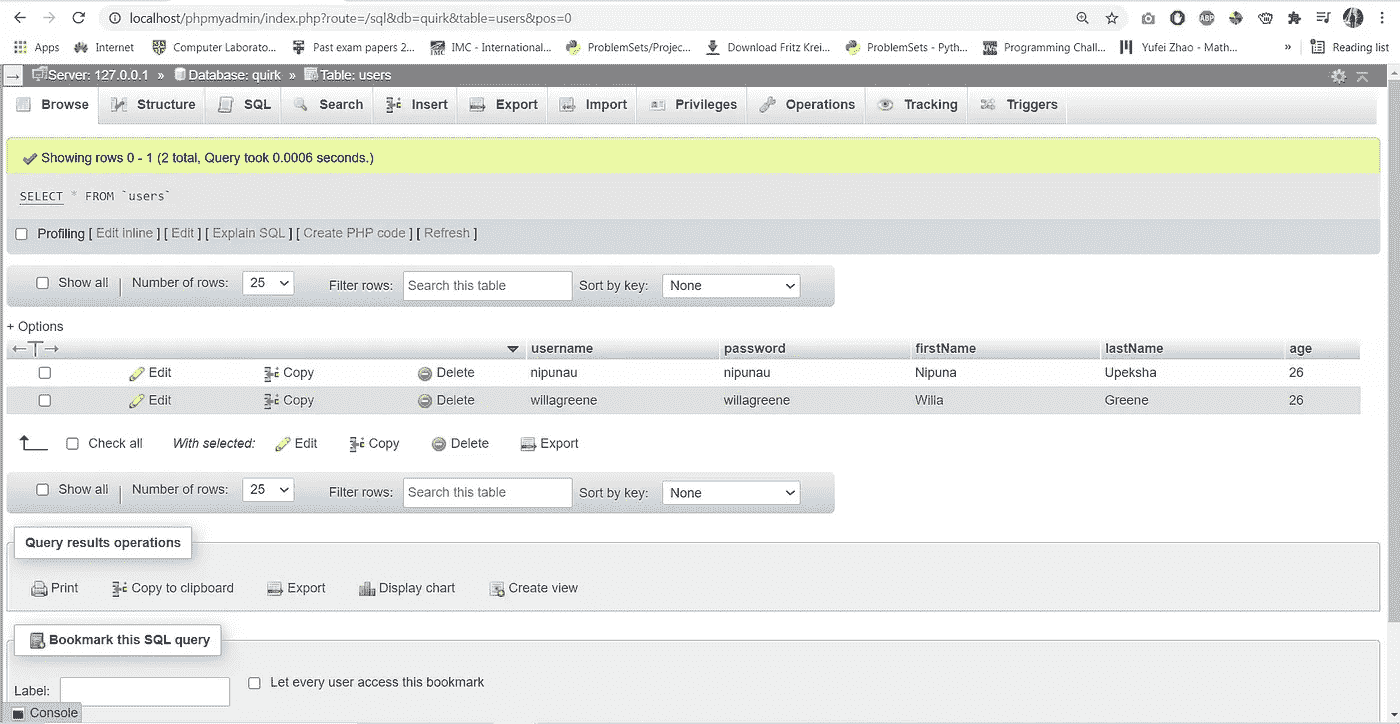 localhost/phpmyadmin/index.php?route=/sql&db=quirk&table=users&pos=0
ABP
Apps Internet Computer Laborato... Past exam papers 2... IMC - Internation... ProblemSets/Projec... Download Fritz Krei... ProblemSets - Pyth... Programming Chall... Yufei Zhao - Math... » Reading list
Server: 127.0.0.1 » Database: quirk » Table: users
Browse Structure SQL Search Insert Export Import Privileges Operations Tracking Triggers
Showing rows 0 - 1 (2 total, Query took 0.0006 seconds.)
SELECT * FROM `users`
Profiling [ Edit inline ] [ Edit ] [ Explain SQL ] [ Create PHP code ] [ Refresh ]
Show all Number of rows: 25 Filter rows: Search this table Sort by key: None
+ Options
←T→ username password firstName lastName age
Edit Copy Delete nipunau nipunau Nipuna Upeksha 26
Edit Copy Delete willagreene willagreene Willa Greene 26
Check all With selected: Edit Copy Delete Export
Show all Number of rows: 25 Filter rows: Search this table Sort by key: None
Query results operations
Print Copy to clipboard Export Display chart Create view
Bookmark this SQL query
Label: Let every user access this bookmark
Console